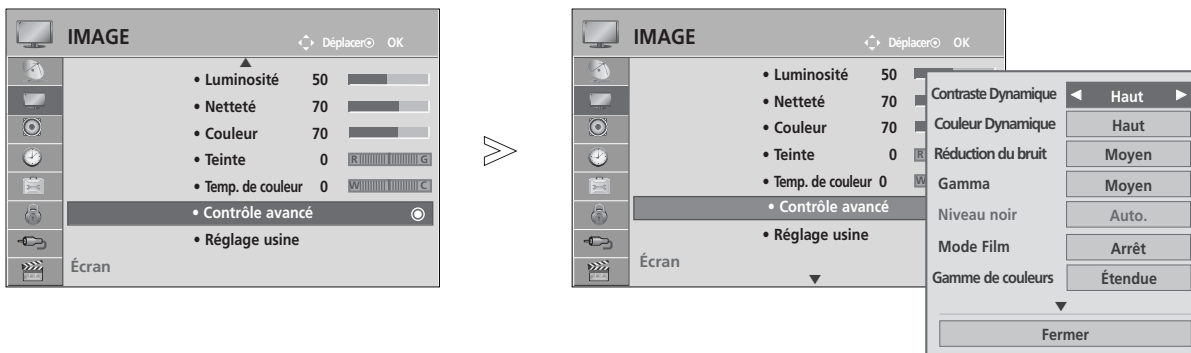 IMAGE
Déplacer OK
• Luminosité 50
• Netteté 70
• Couleur 70
• Teinte 0 R G
• Temp. de couleur 0 W C
• Contrôle avancé
• Réglage usine
Écran
IMAGE
Déplacer OK
• Luminosité 50
• Netteté 70
• Couleur 70
• Teinte 0 R
• Temp. de couleur 0 W
• Contrôle avancé
• Réglage usine
Écran
Contraste Dynamique Haut
Couleur Dynamique Haut
Réduction du bruit Moyen
Gamma Moyen
Niveau noir Auto.
Mode Film Arrêt
Gamme de couleurs Étendue
Fermer